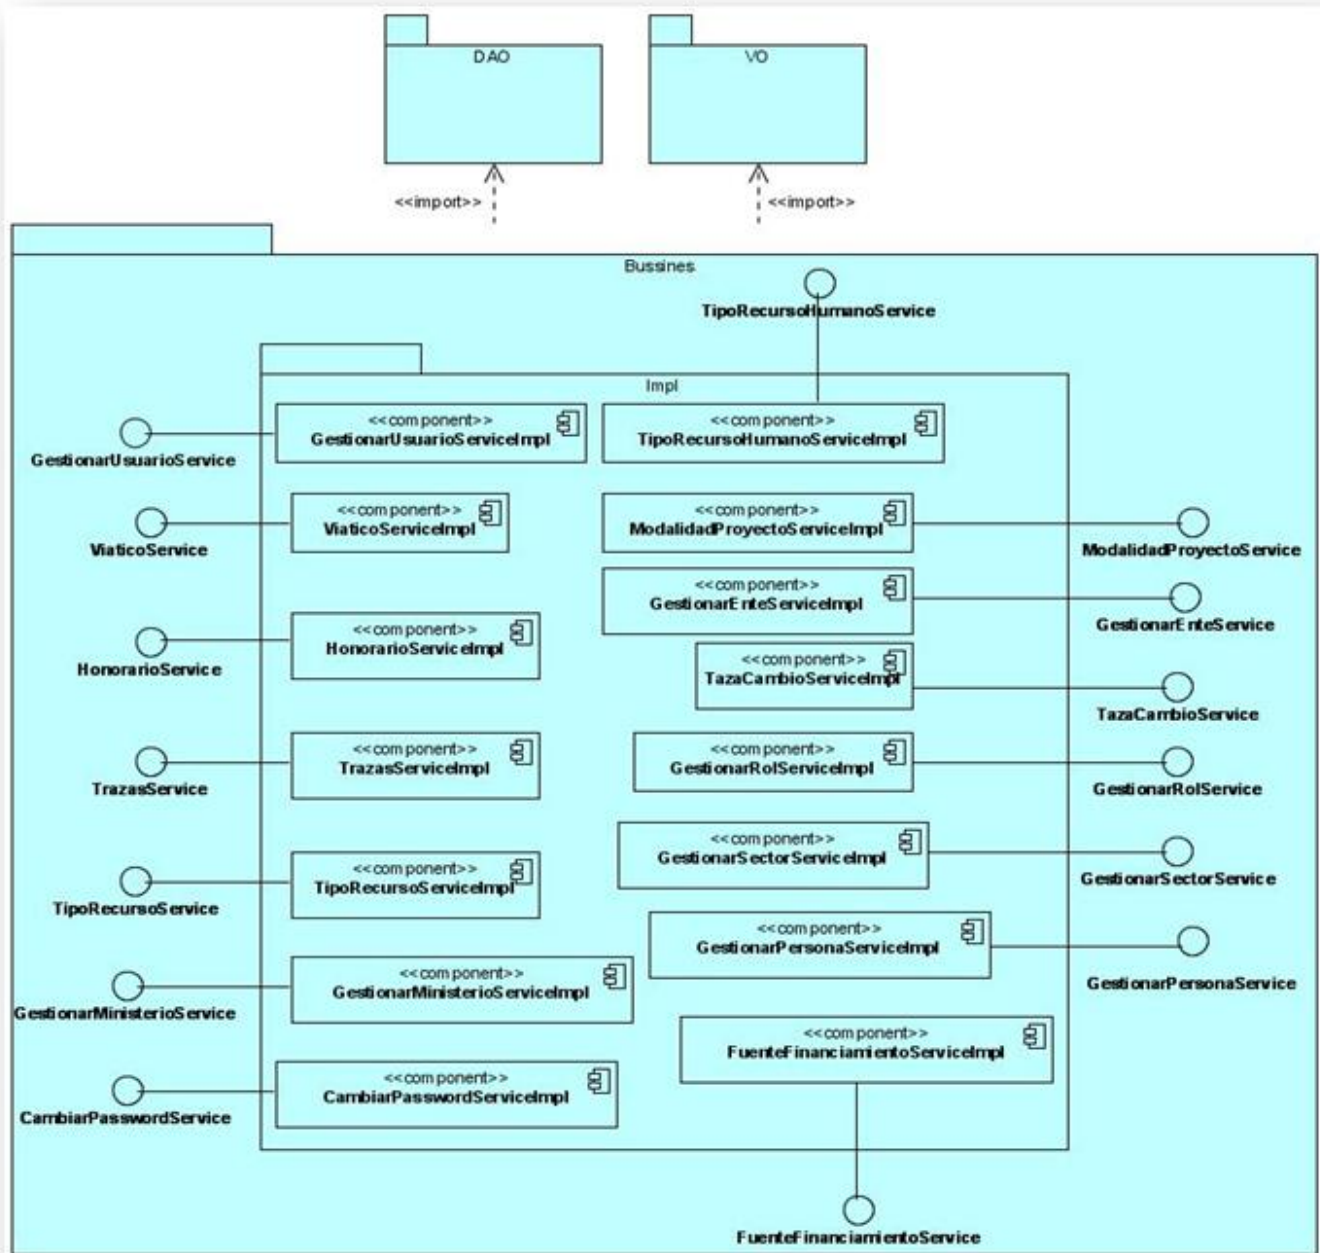 DAO
VO
<<import>>
<<import>>
Bussines
TipoRecursoHumanoService
Impl
<<component>>
GestionarUsuarioServiceImpl
<<component>>
TipoRecursoHumanoServiceImpl
GestionarUsuarioService
<<component>>
ViaticoServiceImpl
<<component>>
ModalidadProyectoServiceImpl
ViaticoService
ModalidadProyectoService
<<component>>
GestionarEnteServiceImpl
GestionarEnteService
<<component>>
HonorarioServiceImpl
HonorarioService
<<component>>
TazaCambioServiceImpl
TazaCambioService
<<component>>
TrazasServiceImpl
<<component>>
GestionarRolServiceImpl
TrazasService
GestionarRolService
<<component>>
GestionarSectorServiceImpl
GestionarSectorService
<<component>>
TipoRecursoServiceImpl
TipoRecursoService
<<component>>
GestionarPersonaServiceImpl
GestionarPersonaService
<<component>>
GestionarMinisterioServiceImpl
GestionarMinisterioService
<<component>>
FuenteFinanciamientoServiceImpl
<<component>>
CambiarPasswordServiceImpl
CambiarPasswordService
FuenteFinanciamientoService